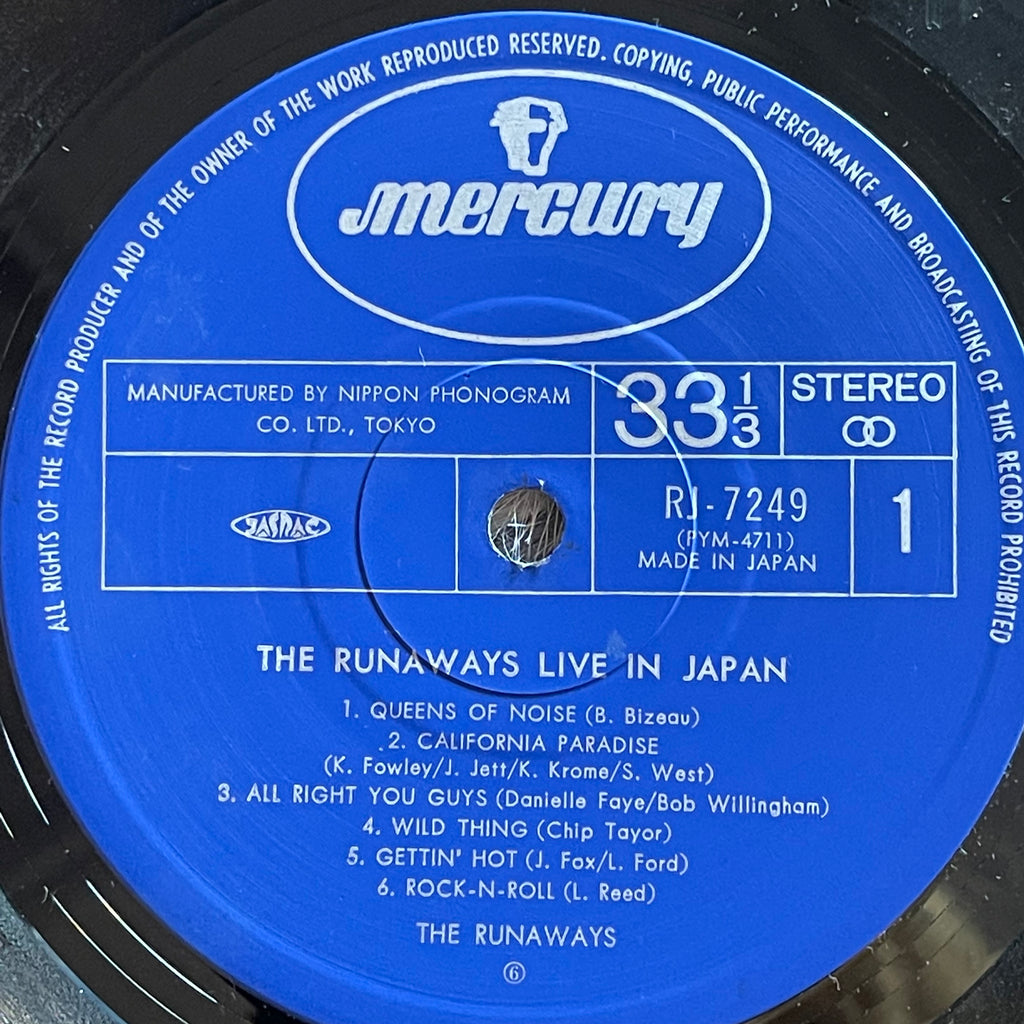 ALL RIGHTS OF THE RECORD PRODUCER AND OF THE OWNER OF THE WORK REPRODUCED RESERVED. COPYING, PUBLIC PERFORMANCE AND BROADCASTING OF THIS RECORD PROHIBITED
mercury
MANUFACTURED BY NIPPON PHONOGRAM
CO. LTD., TOKYO
33 1/3
STEREO
JASRAC
RJ-7249
(PYM-4711)
MADE IN JAPAN
1
THE RUNAWAYS LIVE IN JAPAN
1. QUEENS OF NOISE (B. Bizeau)
2. CALIFORNIA PARADISE
(K. Fowley/J. Jett/K. Krome/S. West)
3. ALL RIGHT YOU GUYS (Danielle Faye/Bob Willingham)
4. WILD THING (Chip Tayor)
5. GETTIN' HOT (J. Fox/L. Ford)
6. ROCK-N-ROLL (L. Reed)
THE RUNAWAYS
⑥